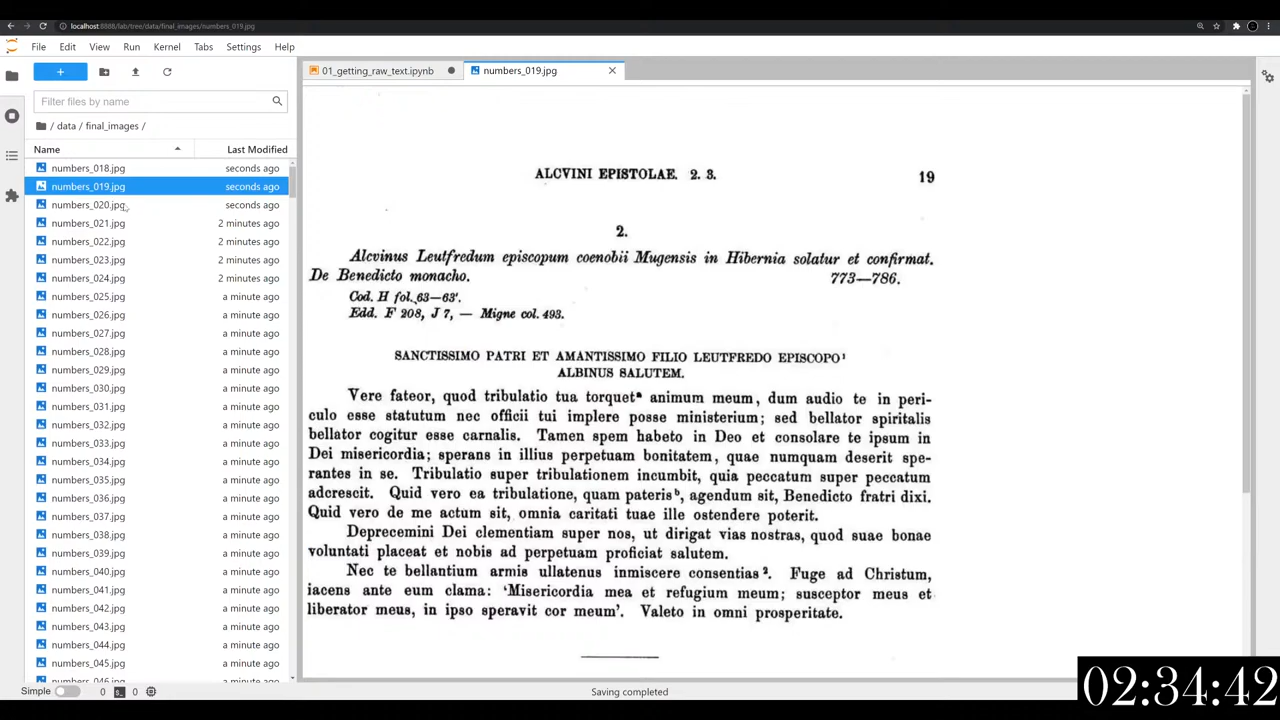 localhost:8888/lab/tree/data/final_images/numbers_019.jpg
File Edit View Run Kernel Tabs Settings Help
Filter files by name
/ data / final_images /
Name Last Modified
numbers_018.jpg seconds ago
numbers_019.jpg seconds ago
numbers_020.jpg seconds ago
numbers_021.jpg 2 minutes ago
numbers_022.jpg 2 minutes ago
numbers_023.jpg 2 minutes ago
numbers_024.jpg 2 minutes ago
numbers_025.jpg a minute ago
numbers_026.jpg a minute ago
numbers_027.jpg a minute ago
numbers_028.jpg a minute ago
numbers_029.jpg a minute ago
numbers_030.jpg a minute ago
numbers_031.jpg a minute ago
numbers_032.jpg a minute ago
numbers_033.jpg a minute ago
numbers_034.jpg a minute ago
numbers_035.jpg a minute ago
numbers_036.jpg a minute ago
numbers_037.jpg a minute ago
numbers_038.jpg a minute ago
numbers_039.jpg a minute ago
numbers_040.jpg a minute ago
numbers_041.jpg a minute ago
numbers_042.jpg a minute ago
numbers_043.jpg a minute ago
numbers_044.jpg a minute ago
numbers_045.jpg a minute ago
numbers_046.jpg a minute ago
01_getting_raw_text.ipynb numbers_019.jpg
ALCVINI EPISTOLAE. 2. 3. 19
2.
Alcvinus Leutfredum episcopum coenobii Mugensis in Hibernia solatur et confirmat.
De Benedicto monacho. 773—786.
Cod. H fol. 63—63'.
Edd. F 208, J 7, — Migne col. 493.
SANCTISSIMO PATRI ET AMANTISSIMO FILIO LEUTFREDO EPISCOPO¹
ALBINUS SALUTEM.
Vere fateor, quod tribulatio tua torquetᵃ animum meum, dum audio te in peri-
culo esse statutum nec officii tui implere posse ministerium; sed bellator spiritalis
bellator cogitur esse carnalis. Tamen spem habeto in Deo et consolare te ipsum in
Dei misericordia; sperans in illius perpetuam bonitatem, quae numquam deserit spe-
rantes in se. Tribulatio super tribulationem incumbit, quia peccatum super peccatum
adcrescit. Quid vero ea tribulatione, quam paterisᵇ, agendum sit, Benedicto fratri dixi.
Quid vero de me actum sit, omnia caritati tuae ille ostendere poterit.
Deprecemini Dei clementiam super nos, ut dirigat vias nostras, quod suae bonae
voluntati placeat et nobis ad perpetuam proficiat salutem.
Nec te bellantium armis ullatenus inmiscere consentias². Fuge ad Christum,
iacens ante eum clama: 'Misericordia mea et refugium meum; susceptor meus et
liberator meus, in ipso speravit cor meum'. Valeto in omni prosperitate.
Simple 0 0 Saving completed
02:34:42